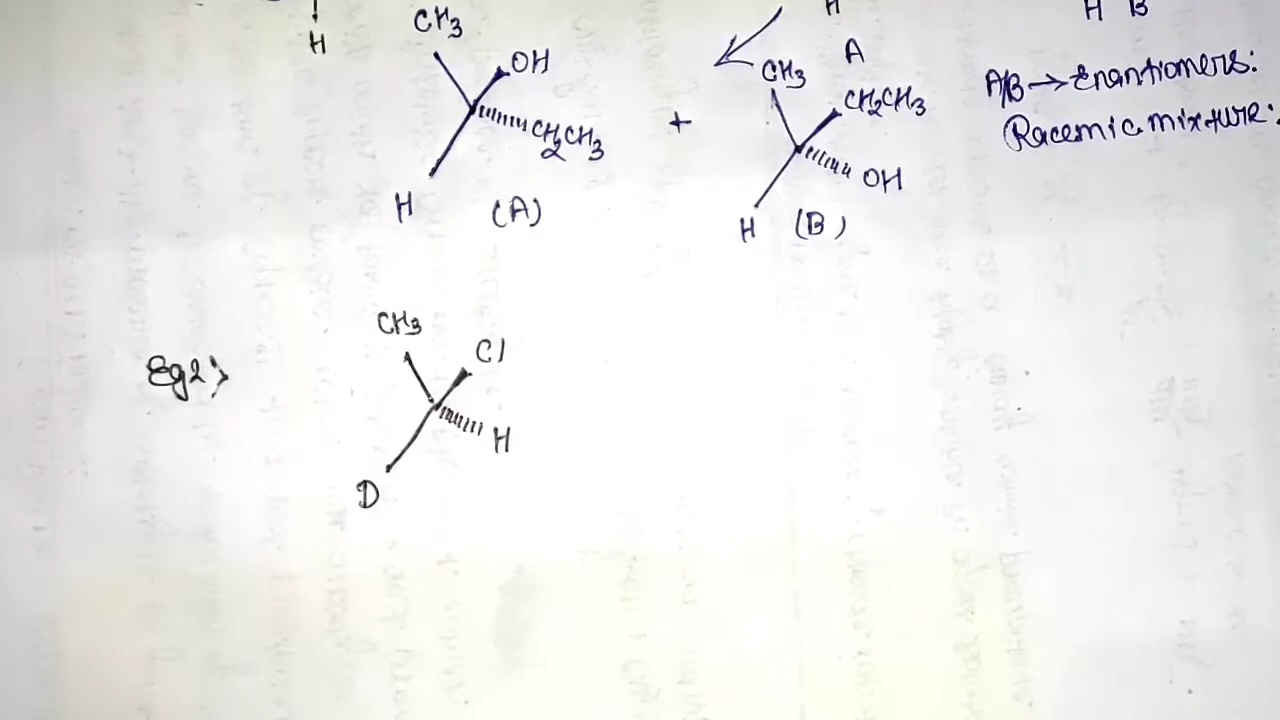 H
H
H B
CH3
OH
CH2CH3
H
(A)
+
A
CH3
CH2CH3
OH
H
(B)
A/B → Enantiomers:
Racemic mixture:
Eg2;
CH3
Cl
H
D